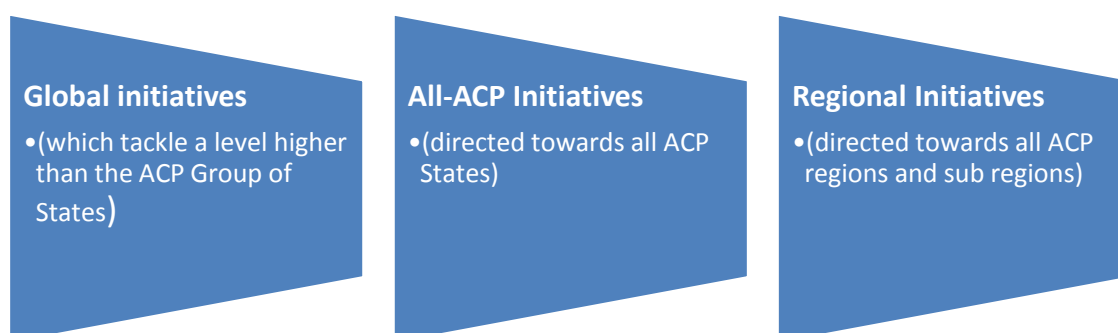 Global initiatives
•(which tackle a level higher
than the ACP Group of
States)
All-ACP Initiatives
•(directed towards all ACP
States)
Regional Initiatives
•(directed towards all ACP
regions and sub regions)